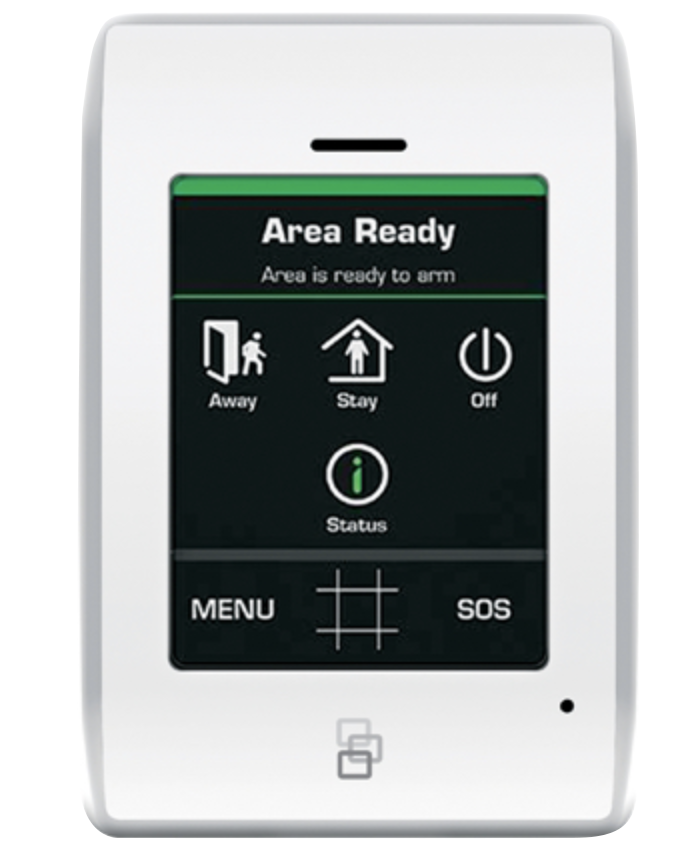 Area Ready
Area is ready to arm
Away Stay Off
Status
MENU SOS